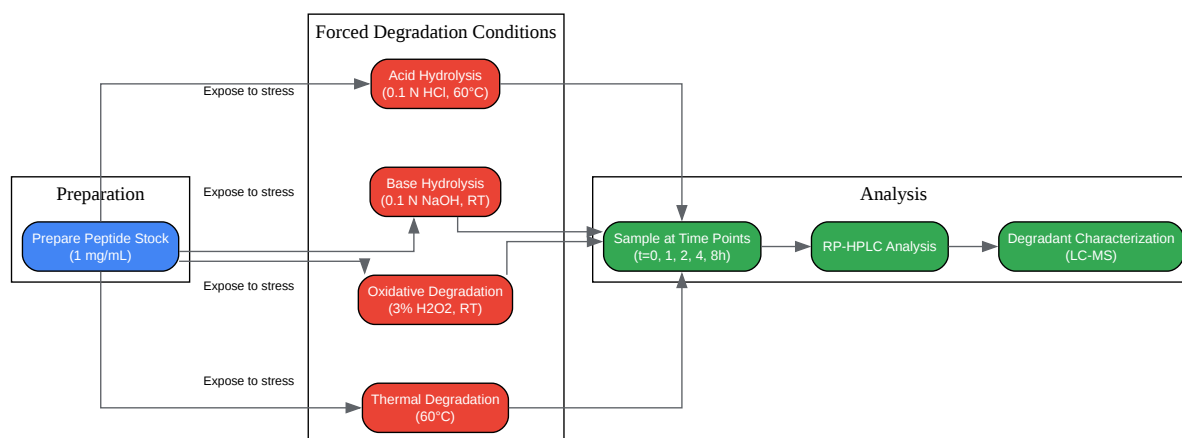 Forced Degradation Conditions
Acid Hydrolysis
(0.1 N HCl, 60°C)
Expose to stress
Base Hydrolysis
(0.1 N NaOH, RT)
Expose to stress
Preparation
Analysis
Prepare Peptide Stock
(1 mg/mL)
Sample at Time Points
(t=0, 1, 2, 4, 8h)
RP-HPLC Analysis
Degradant Characterization
(LC-MS)
Expose to stress
Oxidative Degradation
(3% H2O2, RT)
Expose to stress
Thermal Degradation
(60°C)